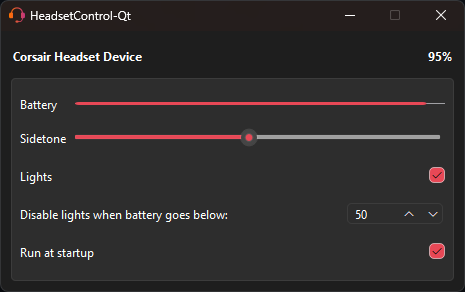 HeadsetControl-Qt
Corsair Headset Device 95%
Battery
Sidetone
Lights
Disable lights when battery goes below: 50
Run at startup